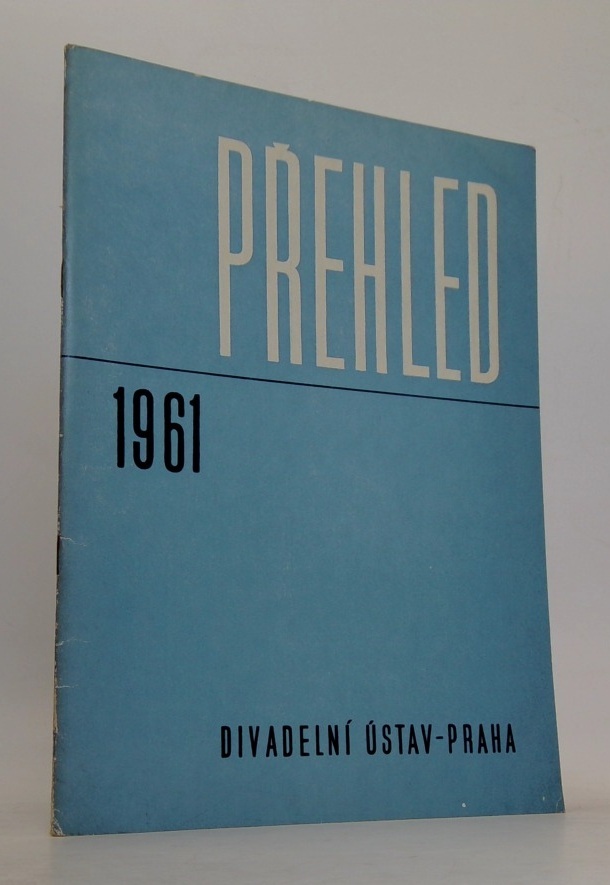 PŘEHLED
1961
DIVADELNÍ ÚSTAV-PRAHA